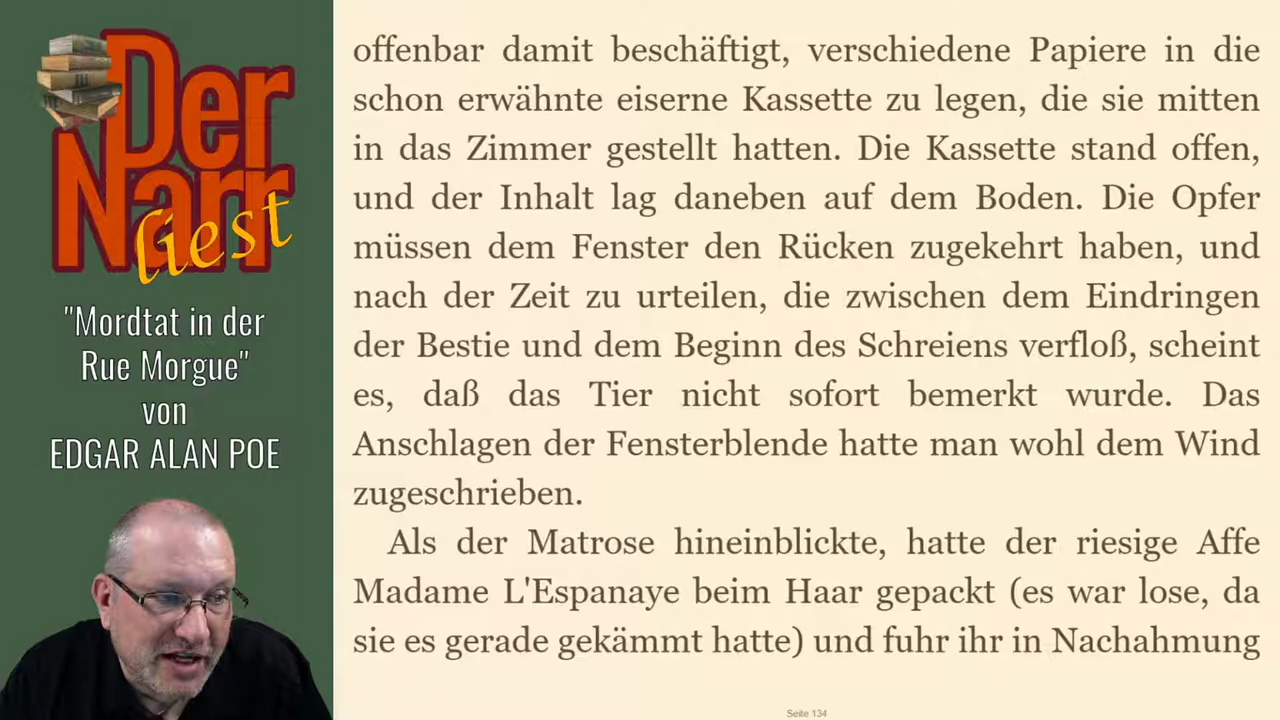 Der
Narr
liest
"Mordtat in der
Rue Morgue"
von
EDGAR ALAN POE
offenbar damit beschäftigt, verschiedene Papiere in die
schon erwähnte eiserne Kassette zu legen, die sie mitten
in das Zimmer gestellt hatten. Die Kassette stand offen,
und der Inhalt lag daneben auf dem Boden. Die Opfer
müssen dem Fenster den Rücken zugekehrt haben, und
nach der Zeit zu urteilen, die zwischen dem Eindringen
der Bestie und dem Beginn des Schreiens verfloß, scheint
es, daß das Tier nicht sofort bemerkt wurde. Das
Anschlagen der Fensterblende hatte man wohl dem Wind
zugeschrieben.
Als der Matrose hineinblickte, hatte der riesige Affe
Madame L'Espanaye beim Haar gepackt (es war lose, da
sie es gerade gekämmt hatte) und fuhr ihr in Nachahmung
Seite 134